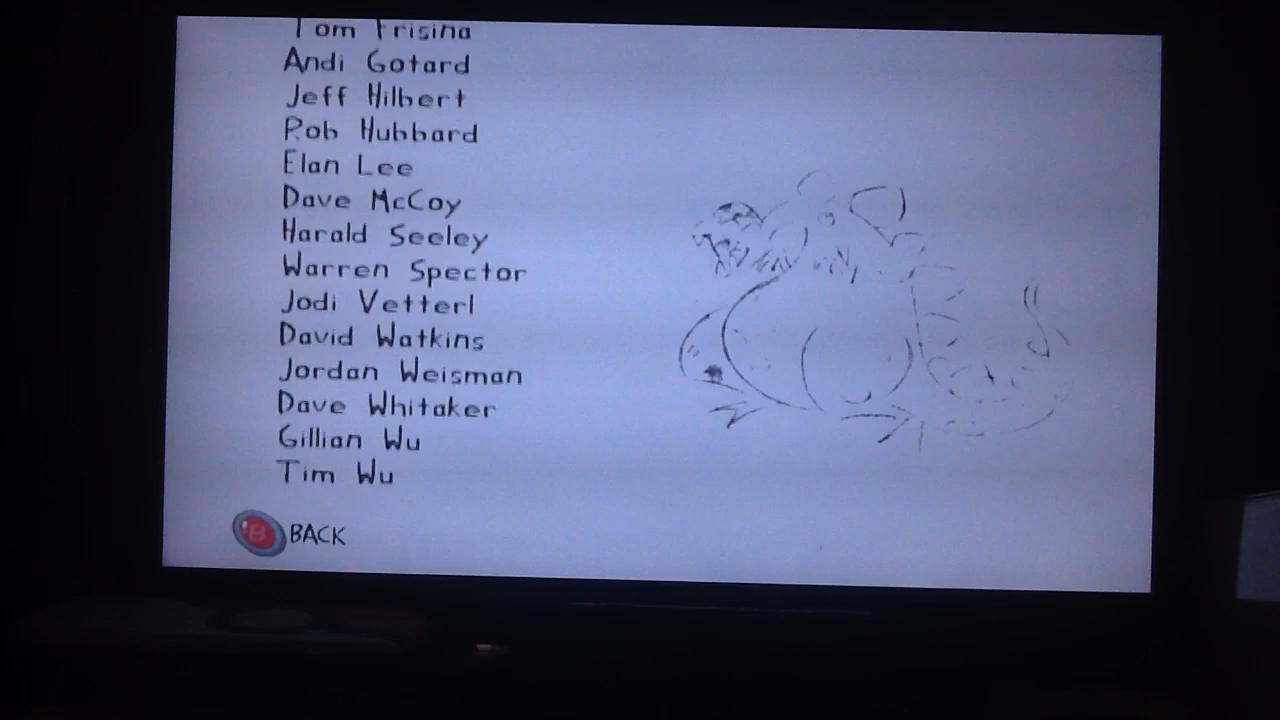 Tom Frisina
Andi Gotard
Jeff Hilbert
Rob Hubbard
Elan Lee
Dave McCoy
Harald Seeley
Warren Spector
Jodi Vetterl
David Watkins
Jordan Weisman
Dave Whitaker
Gillian Wu
Tim Wu
B BACK